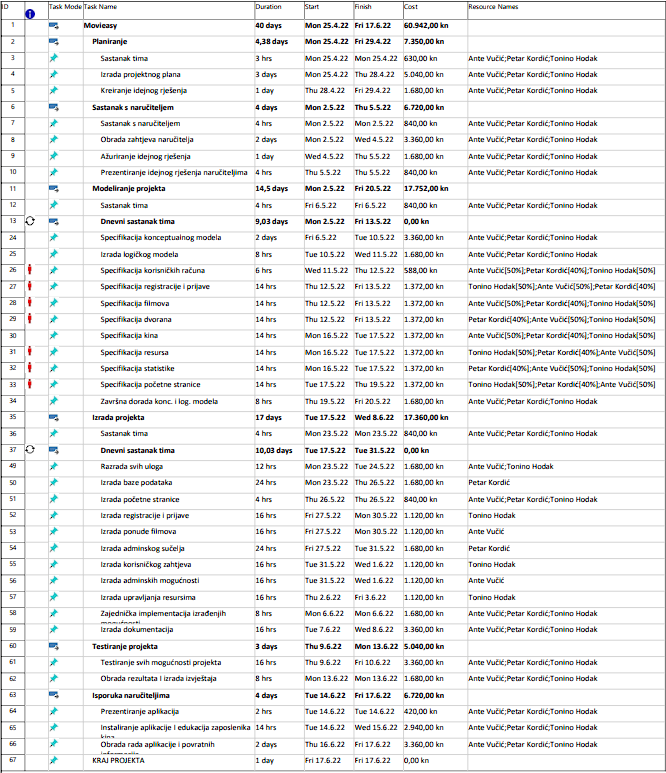 ID Task Mode Task Name Duration Start Finish Cost Resource Names
1 Movieasy 40 days Mon 25.4.22 Fri 17.6.22 60.942,00 kn
2 Planiranje 4,38 days Mon 25.4.22 Fri 29.4.22 7.350,00 kn
3 Sastanak tima 3 hrs Mon 25.4.22 Mon 25.4.22 630,00 kn Ante Vučić;Petar Kordić;Tonino Hodak
4 Izrada projektnog plana 3 days Mon 25.4.22 Thu 28.4.22 5.040,00 kn Ante Vučić;Petar Kordić;Tonino Hodak
5 Kreiranje idejnog rješenja 1 day Thu 28.4.22 Fri 29.4.22 1.680,00 kn Ante Vučić;Petar Kordić;Tonino Hodak
6 Sastanak s naručiteljem 4 days Mon 2.5.22 Thu 5.5.22 6.720,00 kn
7 Sastanak s naručiteljem 4 hrs Mon 2.5.22 Mon 2.5.22 840,00 kn Ante Vučić;Petar Kordić;Tonino Hodak
8 Obrada zahtjeva naručitelja 2 days Mon 2.5.22 Wed 4.5.22 3.360,00 kn Ante Vučić;Petar Kordić;Tonino Hodak
9 Ažuriranje idejnog rješenja 1 day Wed 4.5.22 Thu 5.5.22 1.680,00 kn Ante Vučić;Petar Kordić;Tonino Hodak
10 Prezentiranje idejnog rješenja naručiteljima 4 hrs Thu 5.5.22 Thu 5.5.22 840,00 kn Ante Vučić;Petar Kordić;Tonino Hodak
11 Modeliranje projekta 14,5 days Mon 2.5.22 Fri 20.5.22 17.752,00 kn
12 Sastanak tima 4 hrs Fri 6.5.22 Fri 6.5.22 840,00 kn Ante Vučić;Petar Kordić;Tonino Hodak
13 Dnevni sastanak tima 9,03 days Mon 2.5.22 Fri 13.5.22 0,00 kn
24 Specifikacija konceptualnog modela 2 days Fri 6.5.22 Tue 10.5.22 3.360,00 kn Ante Vučić;Petar Kordić;Tonino Hodak
25 Izrada logičkog modela 8 hrs Tue 10.5.22 Wed 11.5.22 1.680,00 kn Ante Vučić;Petar Kordić;Tonino Hodak
26 Specifikacija korisničkih računa 6 hrs Wed 11.5.22 Thu 12.5.22 588,00 kn Ante Vučić[50%];Petar Kordić[40%];Tonino Hodak[50%]
27 Specifikacija registracije i prijave 14 hrs Thu 12.5.22 Fri 13.5.22 1.372,00 kn Tonino Hodak[50%];Ante Vučić[50%];Petar Kordić[40%]
28 Specifikacija filmova 14 hrs Thu 12.5.22 Fri 13.5.22 1.372,00 kn Ante Vučić[50%];Petar Kordić[40%];Tonino Hodak[50%]
29 Specifikacija dvorana 14 hrs Thu 12.5.22 Fri 13.5.22 1.372,00 kn Petar Kordić[40%];Ante Vučić[50%];Tonino Hodak[50%]
30 Specifikacija kina 14 hrs Mon 16.5.22 Tue 17.5.22 1.372,00 kn Ante Vučić[50%];Petar Kordić[40%];Tonino Hodak[50%]
31 Specifikacija resursa 14 hrs Mon 16.5.22 Tue 17.5.22 1.372,00 kn Tonino Hodak[50%];Petar Kordić[40%];Ante Vučić[50%]
32 Specifikacija statistike 14 hrs Mon 16.5.22 Tue 17.5.22 1.372,00 kn Petar Kordić[40%];Ante Vučić[50%];Tonino Hodak[50%]
33 Specifikacija početne stranice 14 hrs Tue 17.5.22 Thu 19.5.22 1.372,00 kn Tonino Hodak[50%];Petar Kordić[40%];Ante Vučić[50%]
34 Završna dorada konc. i log. modela 8 hrs Thu 19.5.22 Fri 20.5.22 1.680,00 kn Ante Vučić;Petar Kordić;Tonino Hodak
35 Izrada projekta 17 days Tue 17.5.22 Wed 8.6.22 17.360,00 kn
36 Sastanak tima 4 hrs Mon 23.5.22 Mon 23.5.22 840,00 kn Ante Vučić;Petar Kordić;Tonino Hodak
37 Dnevni sastanak tima 10,03 days Tue 17.5.22 Tue 31.5.22 0,00 kn
49 Razrada svih uloga 12 hrs Mon 23.5.22 Tue 24.5.22 1.680,00 kn Ante Vučić;Tonino Hodak
50 Izrada baze podataka 24 hrs Mon 23.5.22 Thu 26.5.22 1.680,00 kn Petar Kordić
51 Izrada početne stranice 4 hrs Thu 26.5.22 Thu 26.5.22 840,00 kn Ante Vučić;Petar Kordić;Tonino Hodak
52 Izrada registracije i prijave 16 hrs Fri 27.5.22 Mon 30.5.22 1.120,00 kn Tonino Hodak
53 Izrada ponude filmova 16 hrs Fri 27.5.22 Mon 30.5.22 1.120,00 kn Ante Vučić
54 Izrada adminskog sučelja 24 hrs Fri 27.5.22 Tue 31.5.22 1.680,00 kn Petar Kordić
55 Izrada korisničkog zahtjeva 16 hrs Tue 31.5.22 Wed 1.6.22 1.120,00 kn Tonino Hodak
56 Izrada adminskih mogućnosti 16 hrs Tue 31.5.22 Wed 1.6.22 1.120,00 kn Ante Vučić
57 Izrada upravljanja resursima 16 hrs Thu 2.6.22 Fri 3.6.22 1.120,00 kn Tonino Hodak
58 Zajednička implementacija izrađenjih 8 hrs Mon 6.6.22 Mon 6.6.22 1.680,00 kn Ante Vučić;Petar Kordić;Tonino Hodak
59 Izrada dokumentacija 16 hrs Tue 7.6.22 Wed 8.6.22 3.360,00 kn Ante Vučić;Petar Kordić;Tonino Hodak
60 Testiranje projekta 3 days Thu 9.6.22 Mon 13.6.22 5.040,00 kn
61 Testiranje svih mogućnosti projekta 16 hrs Thu 9.6.22 Fri 10.6.22 3.360,00 kn Ante Vučić;Petar Kordić;Tonino Hodak
62 Obrada rezultata I izrada izvještaja 8 hrs Mon 13.6.22 Mon 13.6.22 1.680,00 kn Ante Vučić;Petar Kordić;Tonino Hodak
63 Isporuka naručiteljima 4 days Tue 14.6.22 Fri 17.6.22 6.720,00 kn
64 Prezentiranje aplikacija 2 hrs Tue 14.6.22 Tue 14.6.22 420,00 kn Ante Vučić;Petar Kordić;Tonino Hodak
65 Instaliranje aplikacije I edukacija zaposlenika 14 hrs Tue 14.6.22 Wed 15.6.22 2.940,00 kn Ante Vučić;Petar Kordić;Tonino Hodak
66 Obrada rada aplikacije i povratnih 2 days Thu 16.6.22 Fri 17.6.22 3.360,00 kn Ante Vučić;Petar Kordić;Tonino Hodak
67 KRAJ PROJEKTA 1 day Fri 17.6.22 Fri 17.6.22 0,00 kn